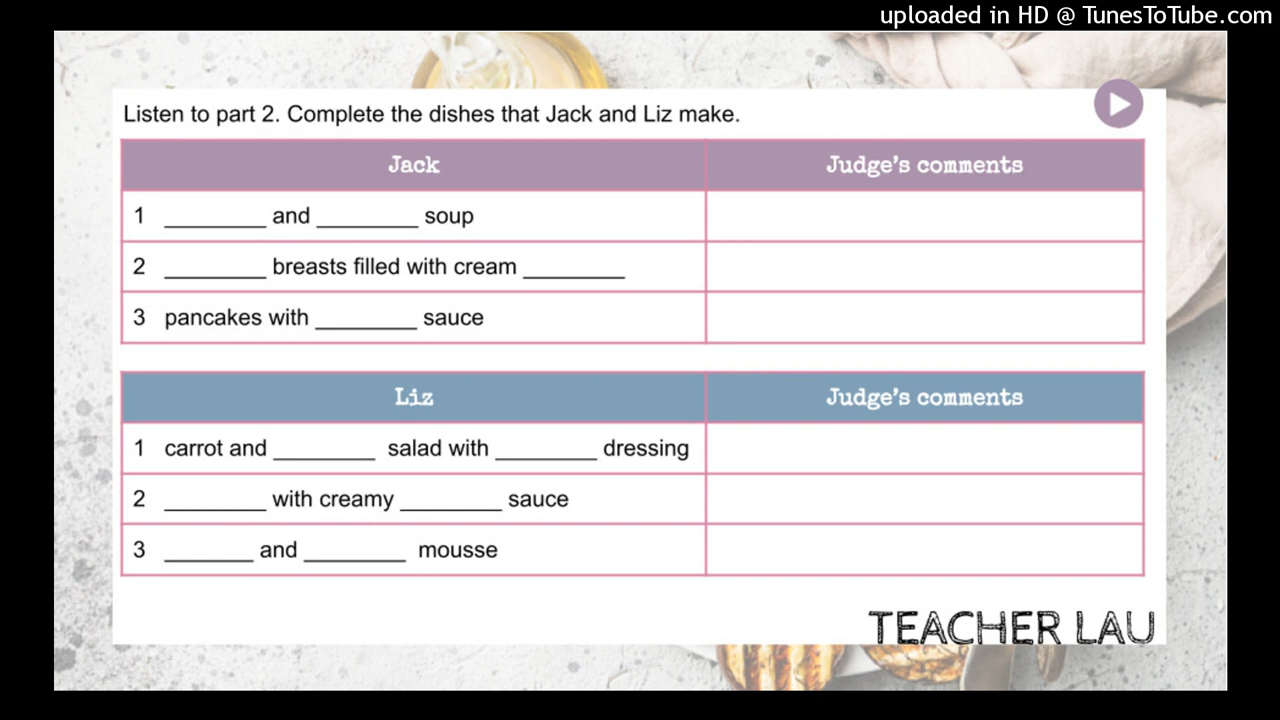 uploaded in HD @ TunesToTube.com
Listen to part 2. Complete the dishes that Jack and Liz make.
Jack Judge's comments
1 ________ and ________ soup
2 ________ breasts filled with cream ________
3 pancakes with ________ sauce
Liz Judge's comments
1 carrot and ________ salad with ________ dressing
2 ________ with creamy ________ sauce
3 _______ and ________ mousse
TEACHER LAU